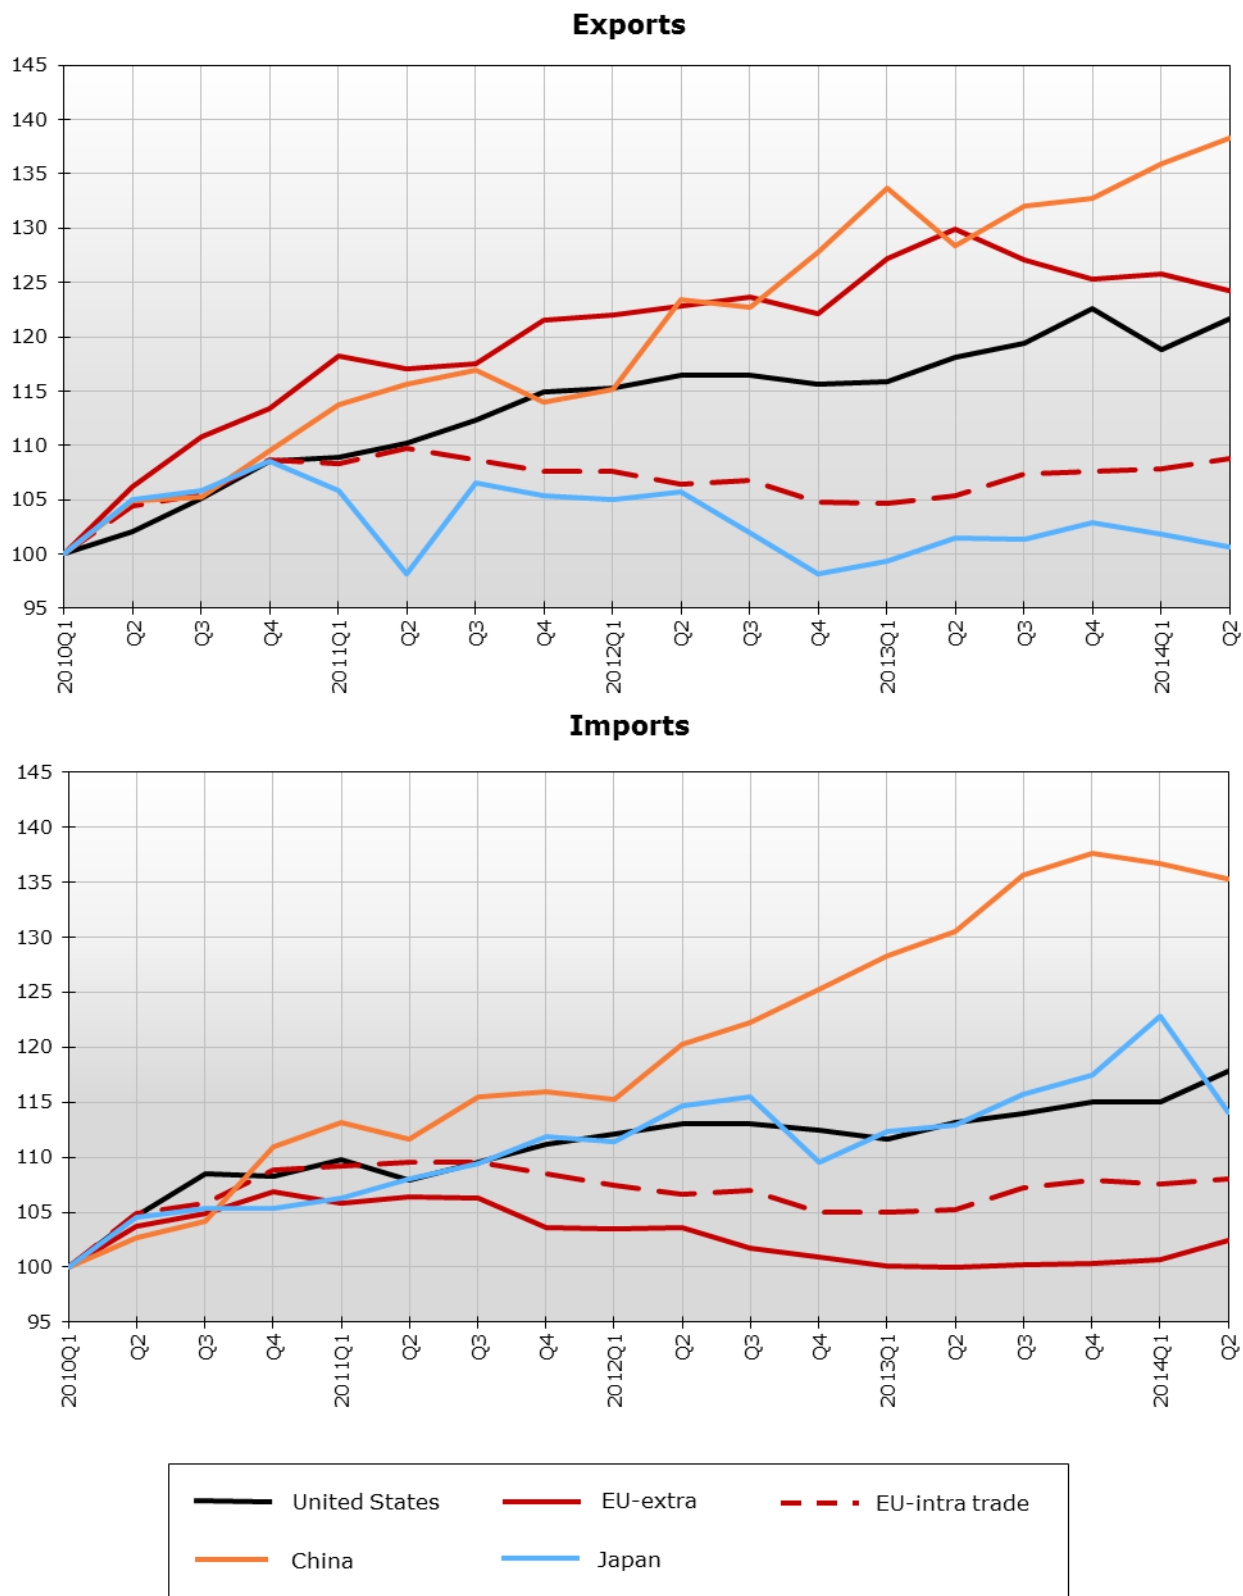 Exports
145
140
135
130
125
120
115
110
105
100
95
2010Q1
Q2
Q3
Q4
2011Q1
Q2
Q3
Q4
2012Q1
Q2
Q3
Q4
2013Q1
Q2
Q3
Q4
2014Q1
Q2
Imports
145
140
135
130
125
120
115
110
105
100
95
2010Q1
Q2
Q3
Q4
2011Q1
Q2
Q3
Q4
2012Q1
Q2
Q3
Q4
2013Q1
Q2
Q3
Q4
2014Q1
Q2
United States EU-extra EU-intra trade
China Japan